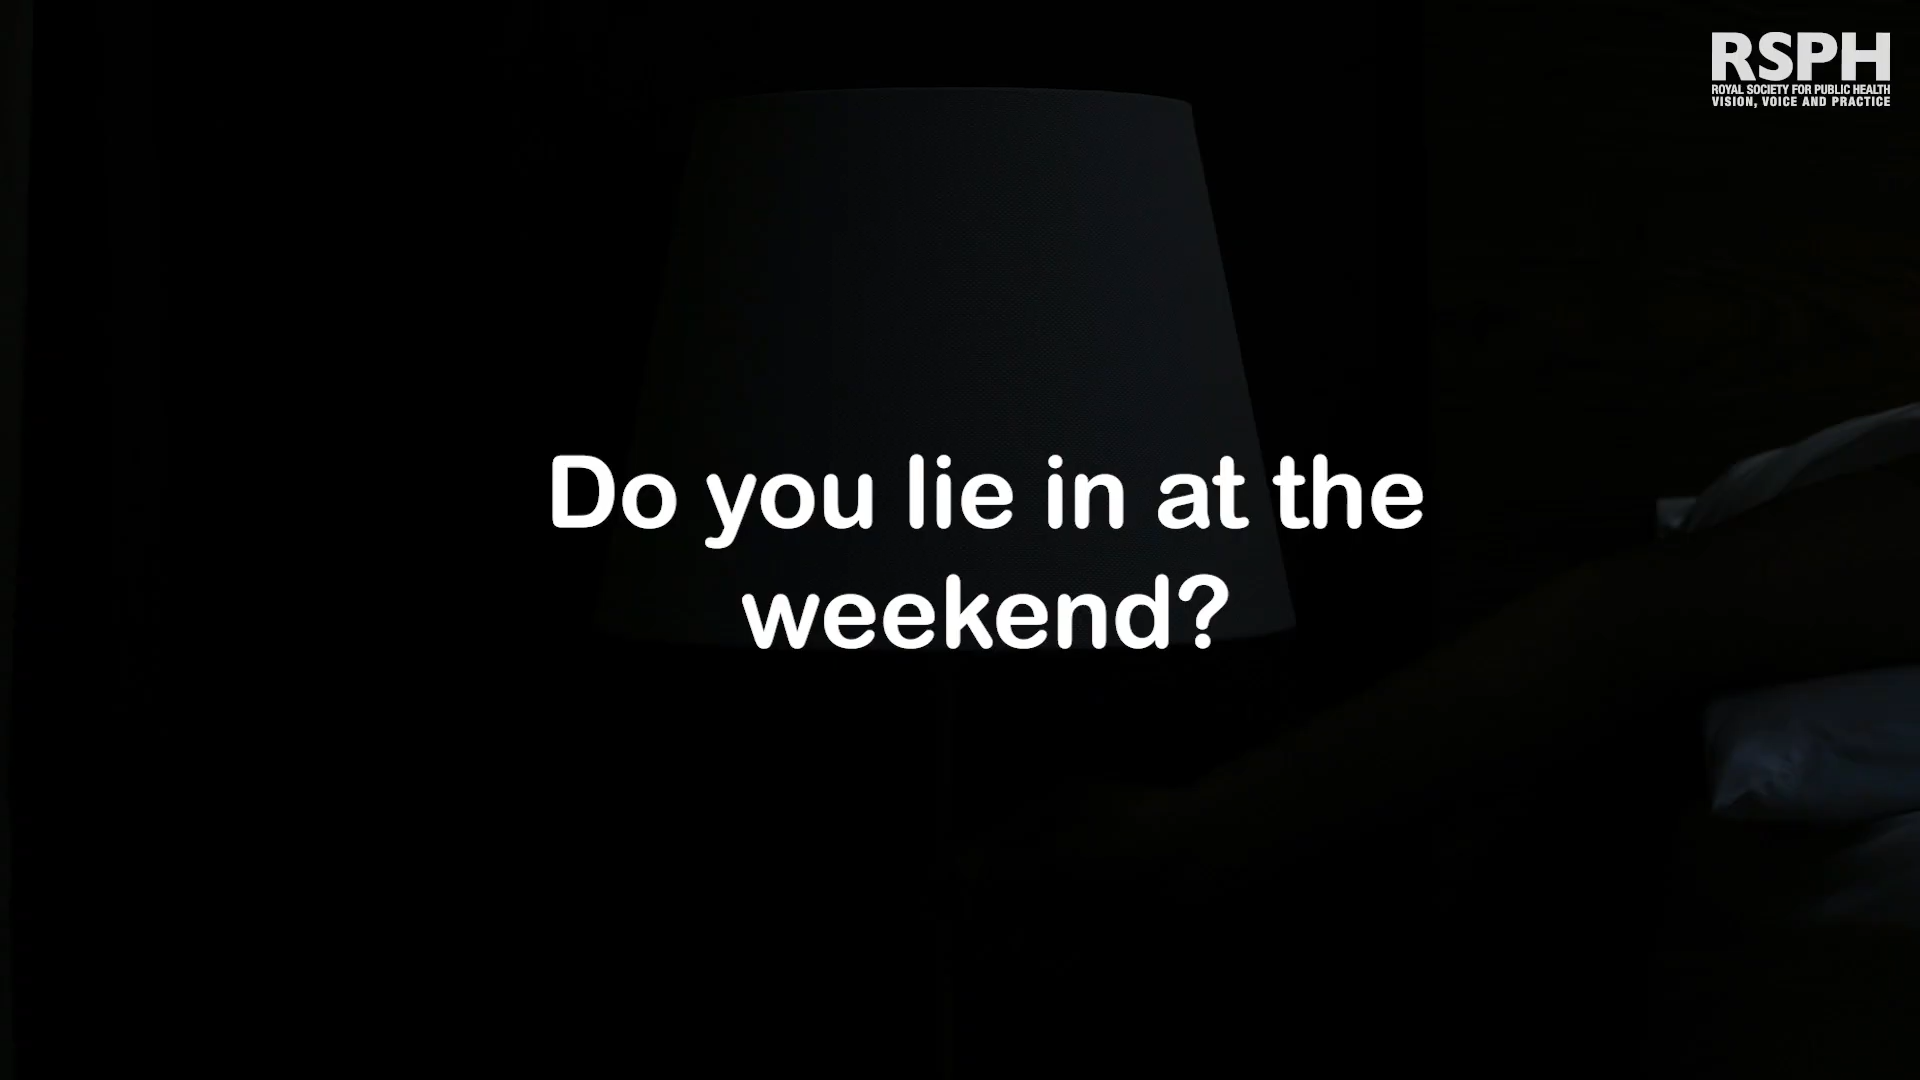 RSPH
ROYAL SOCIETY FOR PUBLIC HEALTH
VISION, VOICE AND PRACTICE
Do you lie in at the
weekend?